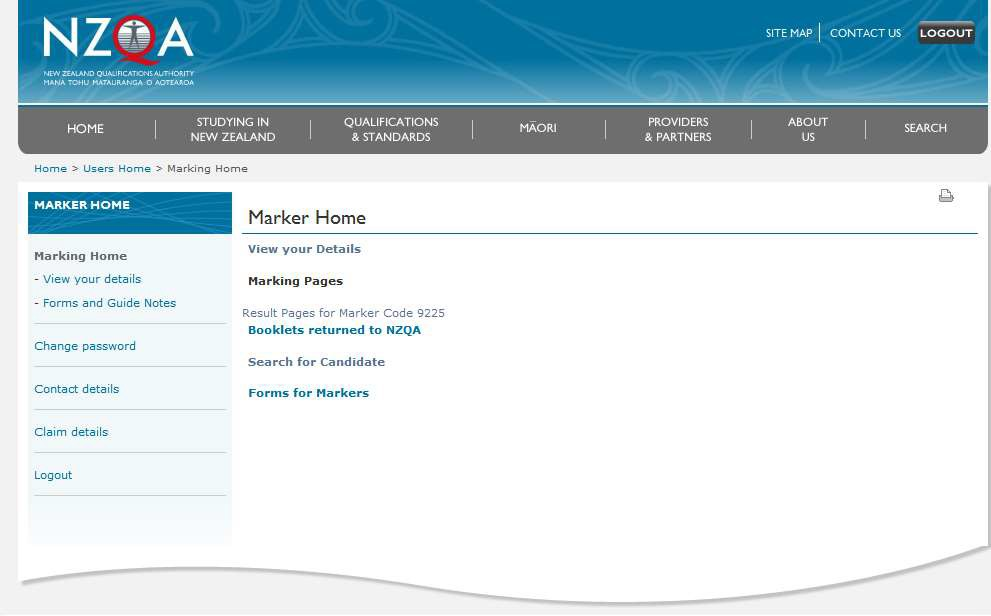 NZQA
NEW ZEALAND QUALIFICATIONS AUTHORITY
MANA TOHU MATAURANGA O AOTEAROA
SITE MAP
CONTACT US
LOGOUT
HOME
STUDYING IN
NEW ZEALAND
QUALIFICATIONS
& STANDARDS
MĀORI
PROVIDERS
& PARTNERS
ABOUT
US
SEARCH
Home > Users Home > Marking Home
MARKER HOME
Marking Home
- View your details
- Forms and Guide Notes
Change password
Contact details
Claim details
Logout
Marker Home
View your Details
Marking Pages
Result Pages for Marker Code 9225
Booklets returned to NZQA
Search for Candidate
Forms for Markers